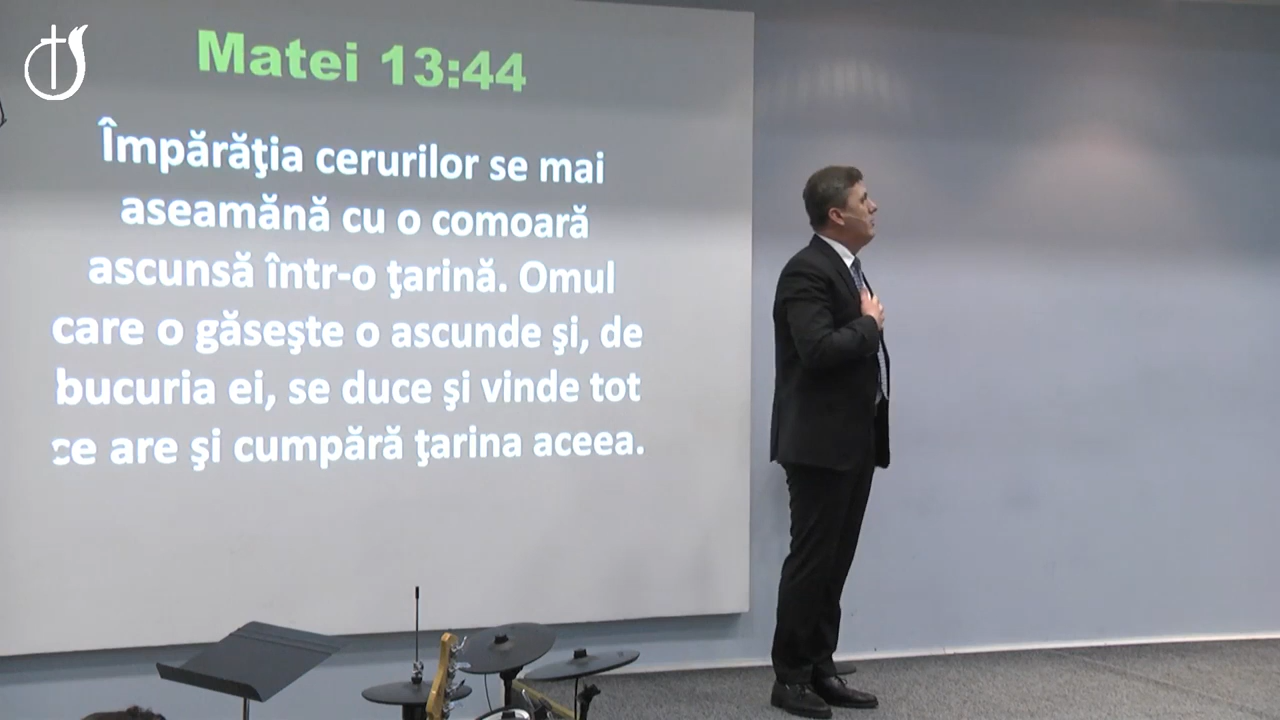 Matei 13:44
Împărăţia cerurilor se mai
aseamănă cu o comoară
ascunsă într-o ţarină. Omul
care o găseşte o ascunde şi, de
bucuria ei, se duce şi vinde tot
ce are şi cumpără ţarina aceea.